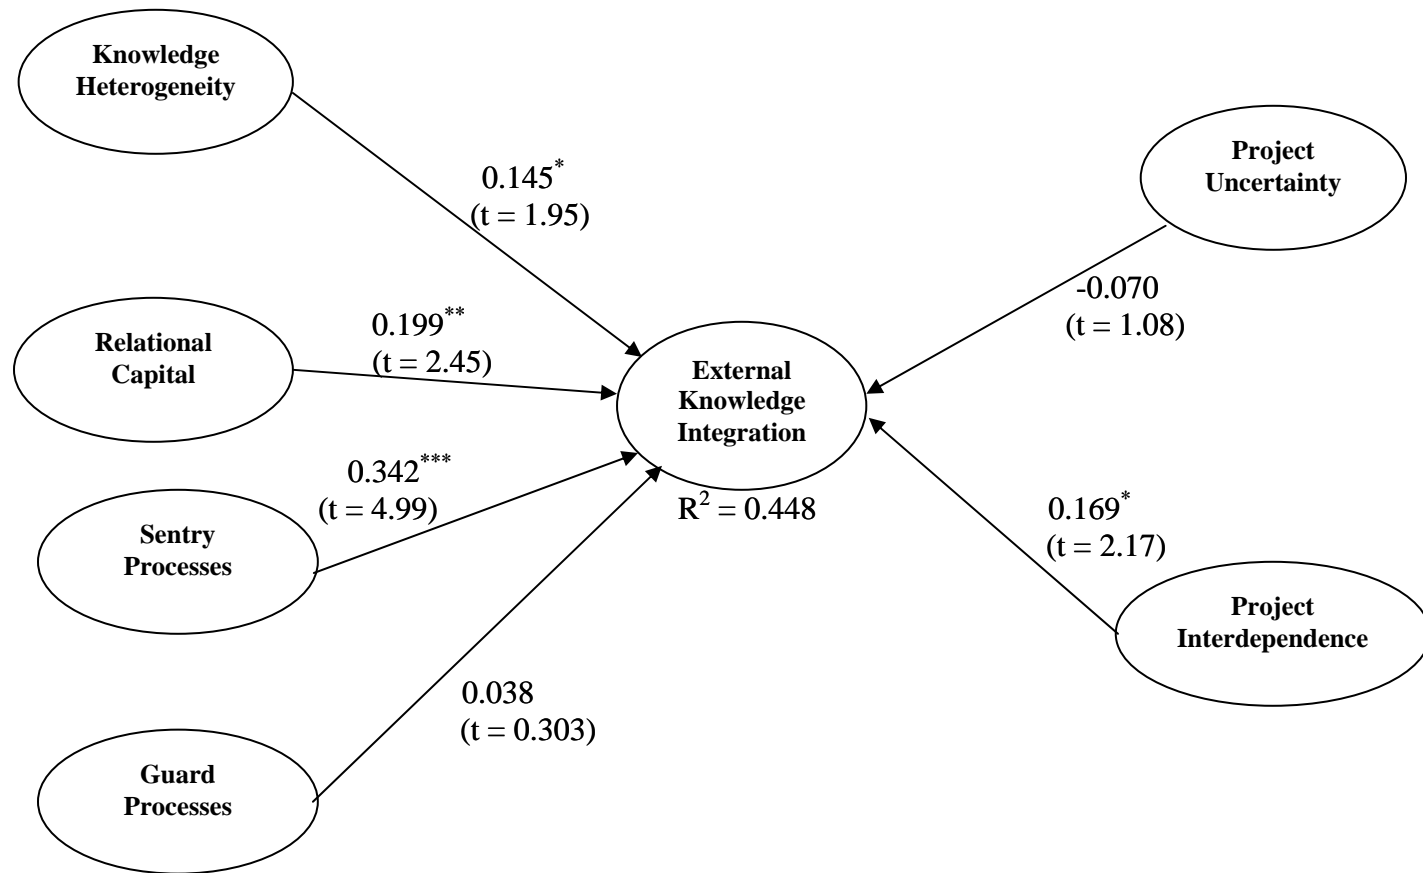 Knowledge
Heterogeneity
0.145*
(t = 1.95)
Relational
Capital
0.199**
(t = 2.45)
Sentry
Processes
0.342***
(t = 4.99)
Guard
Processes
0.038
(t = 0.303)
External
Knowledge
Integration
R² = 0.448
Project
Uncertainty
-0.070
(t = 1.08)
Project
Interdependence
0.169*
(t = 2.17)